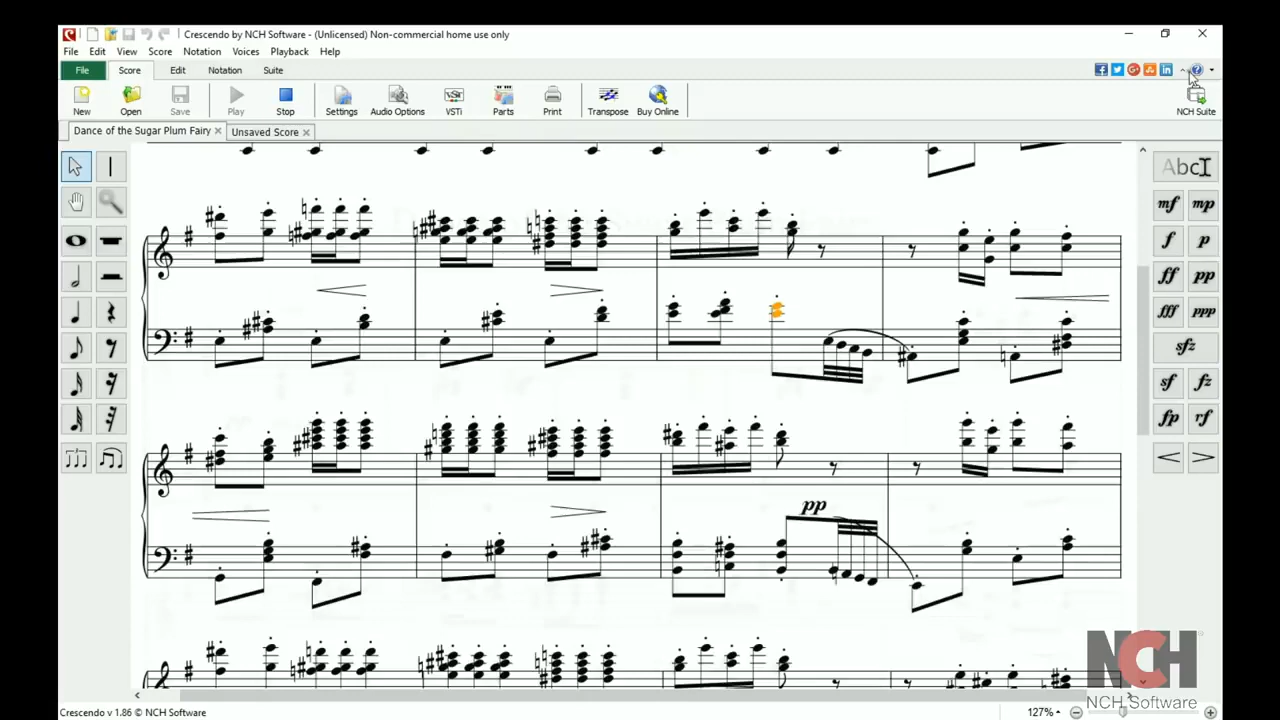 Crescendo by NCH Software - (Unlicensed) Non-commercial home use only
File Edit View Score Notation Voices Playback Help
File Score Edit Notation Suite
New Open Save Play Stop Settings Audio Options VSTi Parts Print Transpose Buy Online NCH Suite
Dance of the Sugar Plum Fairy Unsaved Score
Abc
mf mp
f p
ff pp
fff ppp
sfz
sf fz
fp rf
pp
NCH
NCH Software
Crescendo v 1.86 © NCH Software 127%